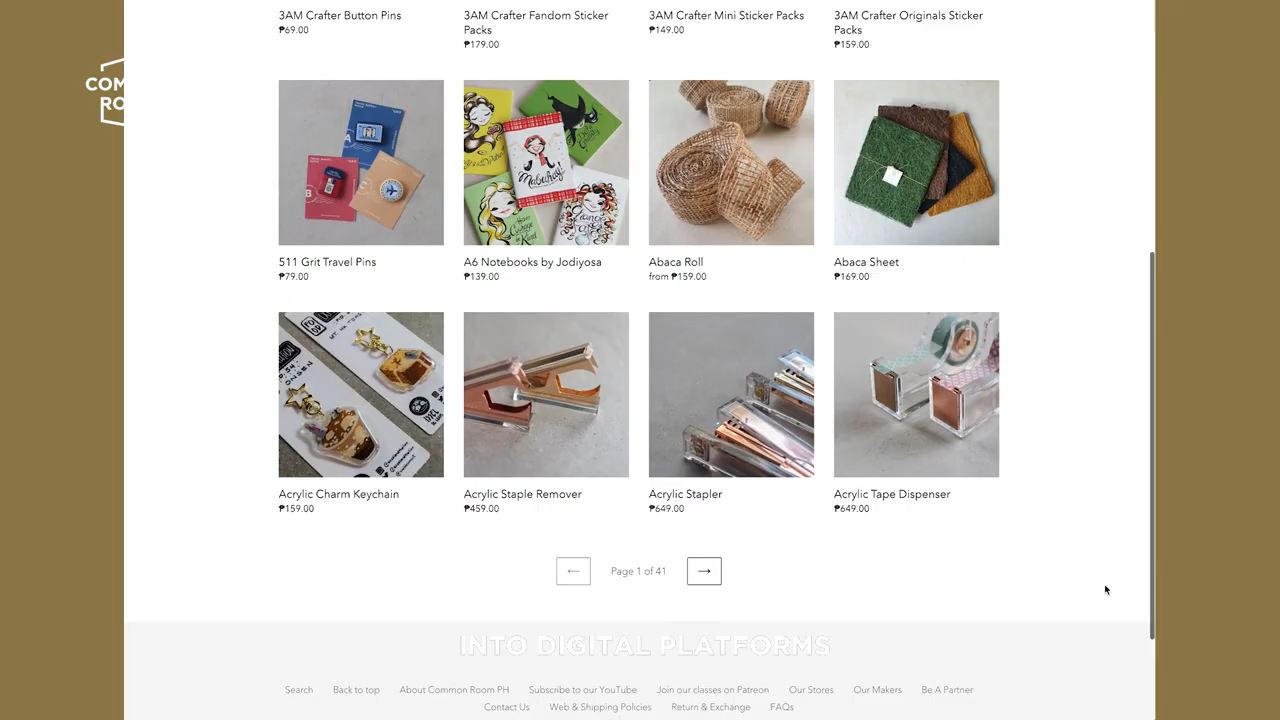 3AM Crafter Button Pins
₱69.00
3AM Crafter Fandom Sticker
Packs
₱179.00
3AM Crafter Mini Sticker Packs
₱149.00
3AM Crafter Originals Sticker
Packs
₱159.00
COM
RO
Mabuhay
511 Grit Travel Pins
₱79.00
A6 Notebooks by Jodiyosa
₱139.00
Abaca Roll
from ₱159.00
Abaca Sheet
₱169.00
Acrylic Charm Keychain
₱159.00
Acrylic Staple Remover
₱459.00
Acrylic Stapler
₱649.00
Acrylic Tape Dispenser
₱649.00
← Page 1 of 41 →
INTO DIGITAL PLATFORMS
Search Back to top About Common Room PH Subscribe to our YouTube Join our classes on Patreon Our Stores Our Makers Be A Partner
Contact Us Web & Shipping Policies Return & Exchange FAQs